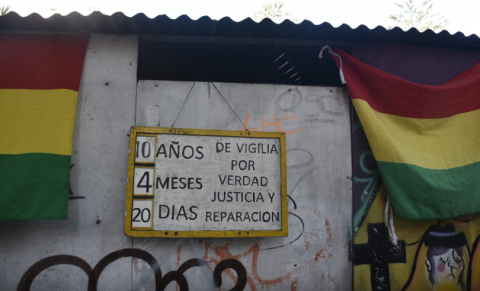 10 AÑOS
4 MESES
20 DIAS
DE VIGILIA
POR
VERDAD
JUSTICIA Y
REPARACION